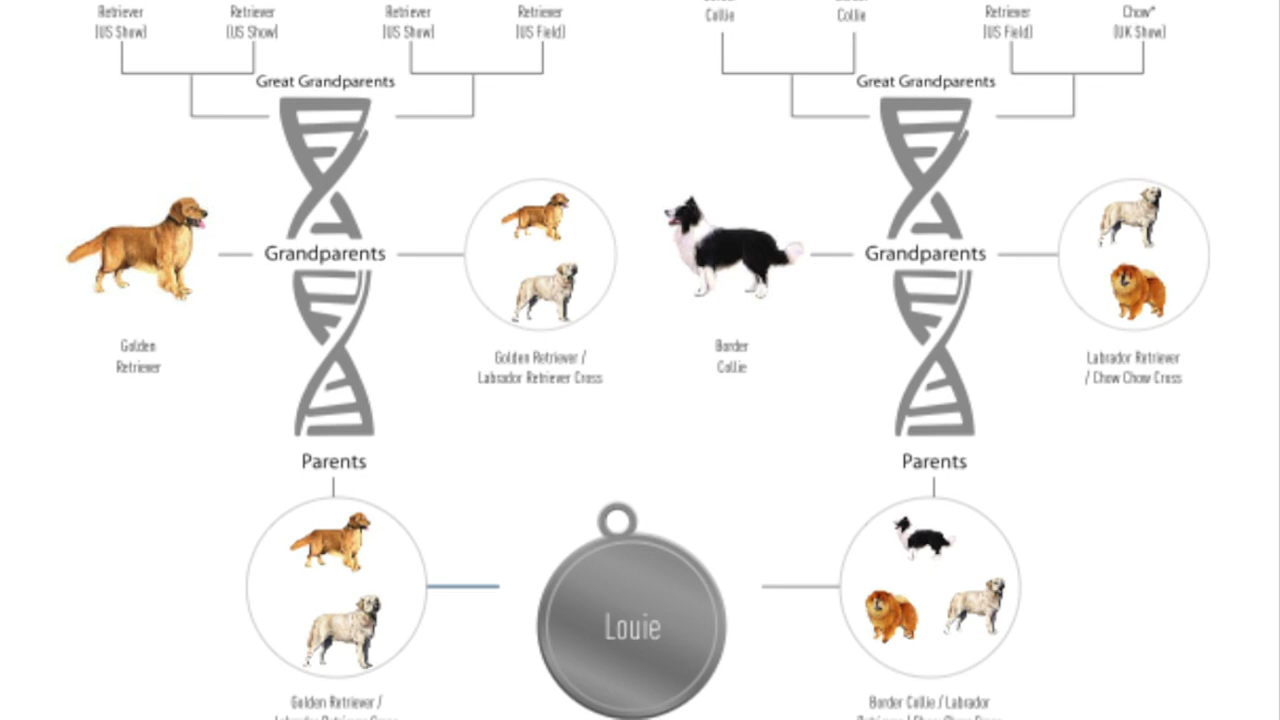 Retriever
(US Show)
Retriever
(US Show)
Retriever
(US Show)
Retriever
(US Field)
Collie
Collie
Retriever
(US Field)
Chow*
(UK Show)
Great Grandparents
Great Grandparents
Grandparents
Grandparents
Golden
Retriever
Golden Retriever /
Labrador Retriever Cross
Border
Collie
Labrador Retriever
/ Chow Chow Cross
Parents
Parents
Louie
Golden Retriever /
Border Collie / Labrador